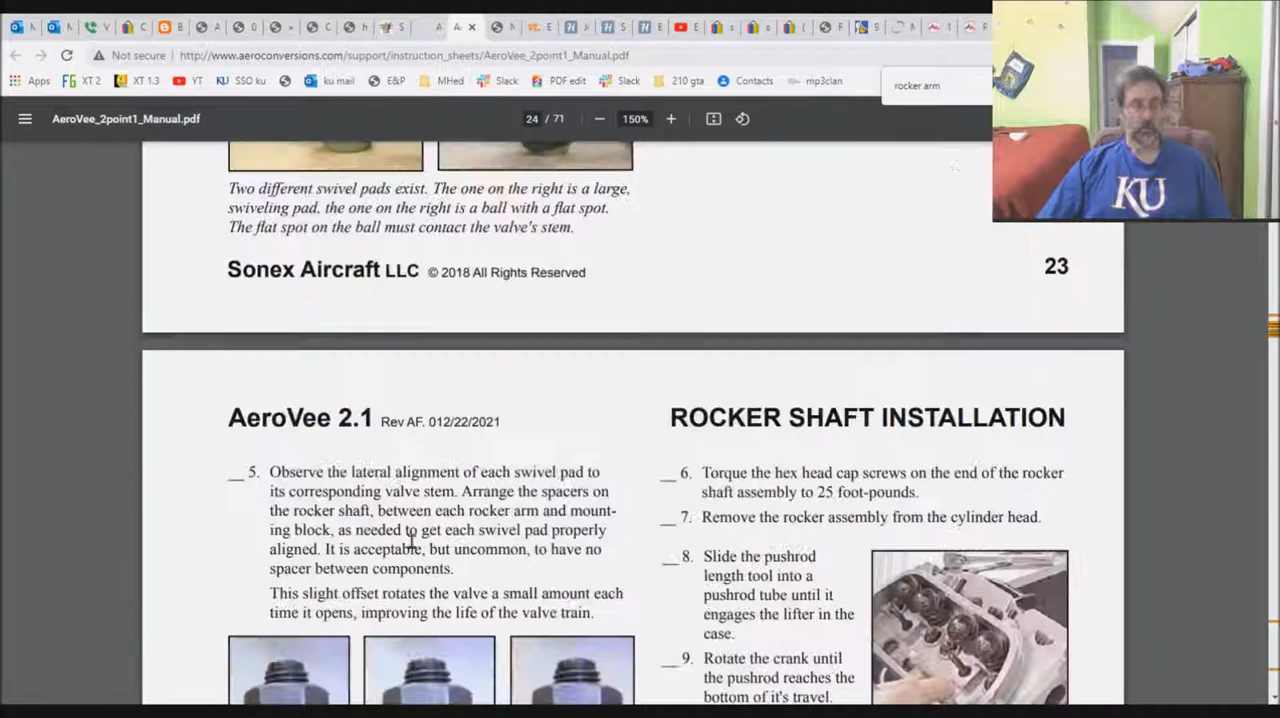 Not secure
http://www.aeroconversions.com/support/instruction_sheets/AeroVee_2point1_Manual.pdf
Apps
XT 2
XT 1.3
YT
SSO ku
ku mail
E&P
MHed
Slack
PDF edit
Slack
210 gta
Contacts
mp3clan
rocker arm
AeroVee_2point1_Manual.pdf
24 / 71
150%
KU
Two different swivel pads exist. The one on the right is a large,
swiveling pad, the one on the right is a ball with a flat spot.
The flat spot on the ball must contact the valve's stem.
Sonex Aircraft LLC © 2018 All Rights Reserved
23
AeroVee 2.1 Rev AF. 012/22/2021
ROCKER SHAFT INSTALLATION
__ 5. Observe the lateral alignment of each swivel pad to
its corresponding valve stem. Arrange the spacers on
the rocker shaft, between each rocker arm and mount-
ing block, as needed to get each swivel pad properly
aligned. It is acceptable, but uncommon, to have no
spacer between components.
This slight offset rotates the valve a small amount each
time it opens, improving the life of the valve train.
__ 6. Torque the hex head cap screws on the end of the rocker
shaft assembly to 25 foot-pounds.
__ 7. Remove the rocker assembly from the cylinder head.
__ 8. Slide the pushrod
length tool into a
pushrod tube until it
engages the lifter in the
case.
__ 9. Rotate the crank until
the pushrod reaches the
bottom of it's travel.